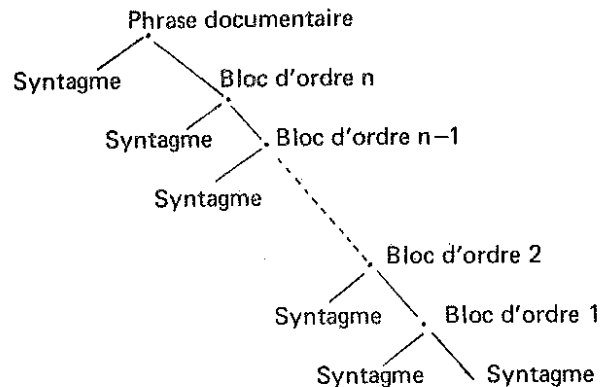 Phrase documentaire
Syntagme
Bloc d'ordre n
Syntagme
Bloc d'ordre n–1
Syntagme
Bloc d'ordre 2
Syntagme
Bloc d'ordre 1
Syntagme
Syntagme